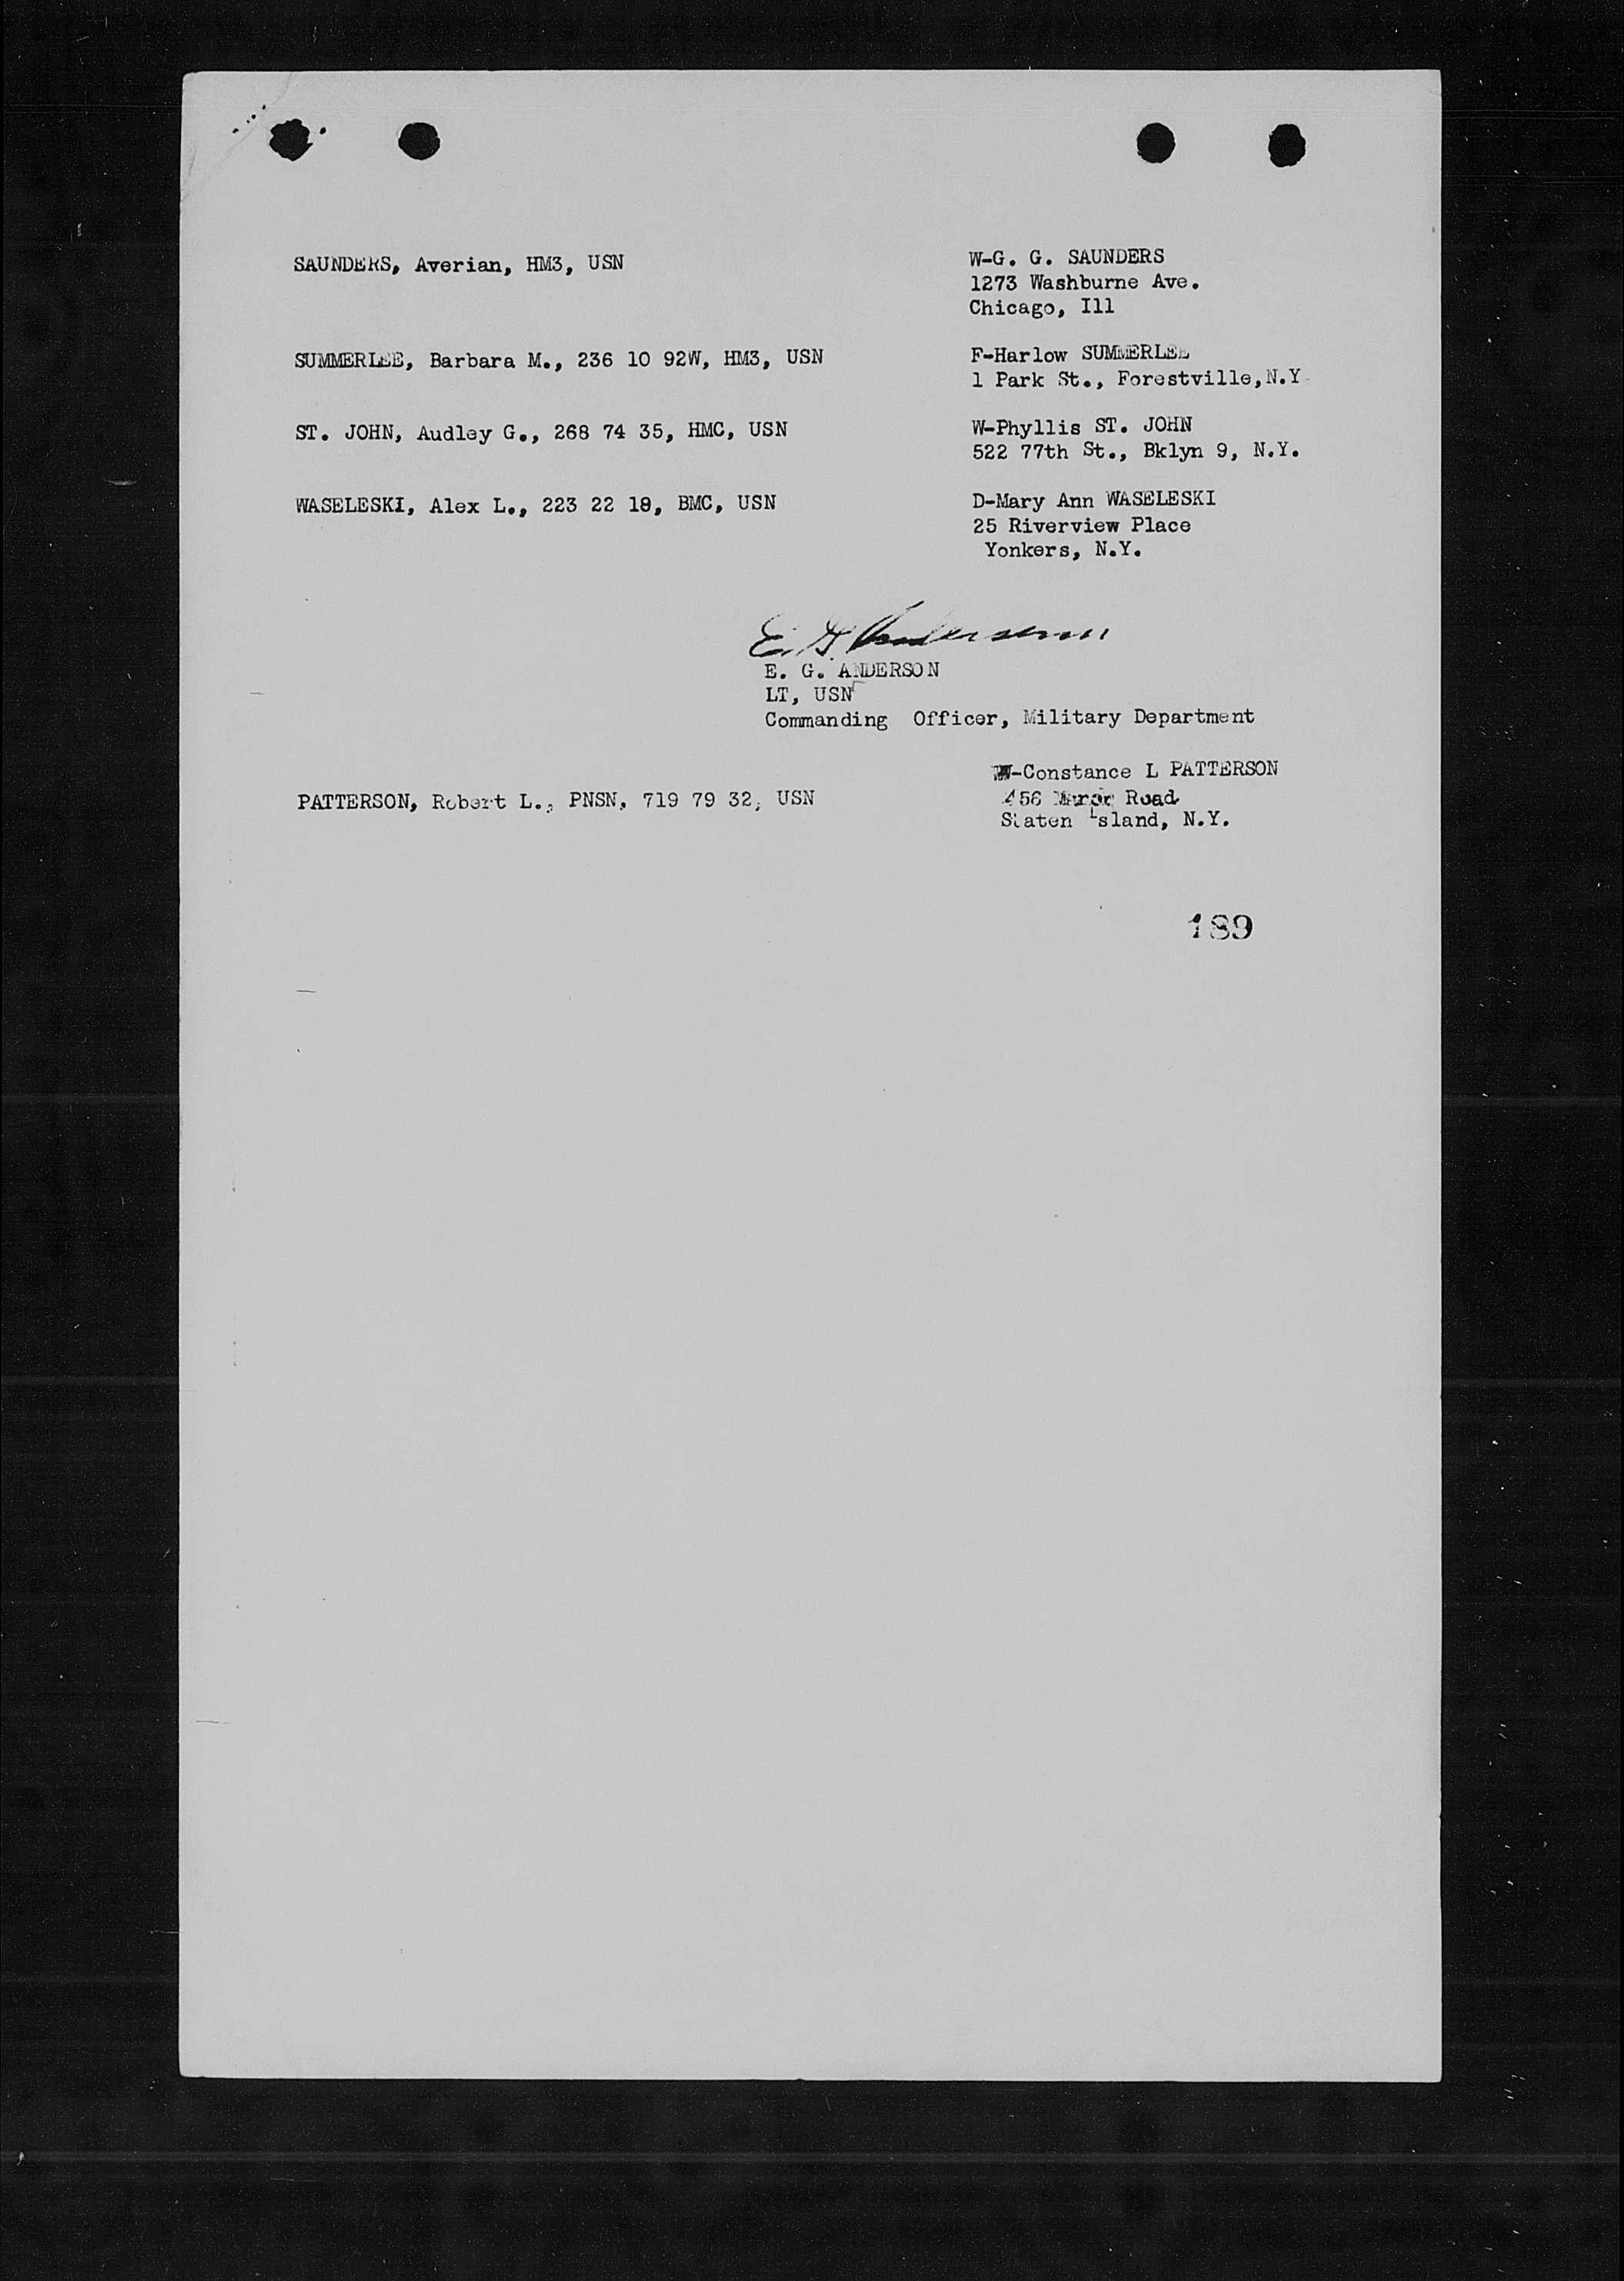 SAUNDERS, Averian, HM3, USN
W-G. G. SAUNDERS
1273 Washburne Ave.
Chicago, Ill
SUMMERLEE, Barbara M., 236 10 92W, HM3, USN
F-Harlow SUMMERLEE
1 Park St., Forestville, N.Y.
ST. JOHN, Audley G., 268 74 35, HMC, USN
W-Phyllis ST. JOHN
522 77th St., Bklyn 9, N.Y.
WASELESKI, Alex L., 223 22 18, BMC, USN
D-Mary Ann WASELESKI
25 Riverview Place
Yonkers, N.Y.
E. G. Anderson
E. G. ANDERSON
LT, USN
Commanding Officer, Military Department
W-Constance L PATTERSON
PATTERSON, Robert L., PNSN, 719 79 32, USN
Road
Staten Island, N.Y.
189